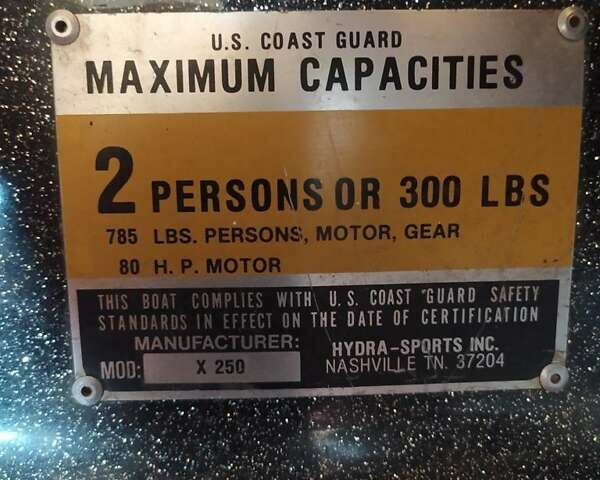 U.S. COAST GUARD
MAXIMUM CAPACITIES
2 PERSONS OR 300 LBS
785 LBS. PERSONS, MOTOR, GEAR
80 H. P. MOTOR
THIS BOAT COMPLIES WITH U.S. COAST GUARD SAFETY
STANDARDS IN EFFECT ON THE DATE OF CERTIFICATION
MANUFACTURER: HYDRA-SPORTS INC.
MOD: X 250 NASHVILLE TN. 37204